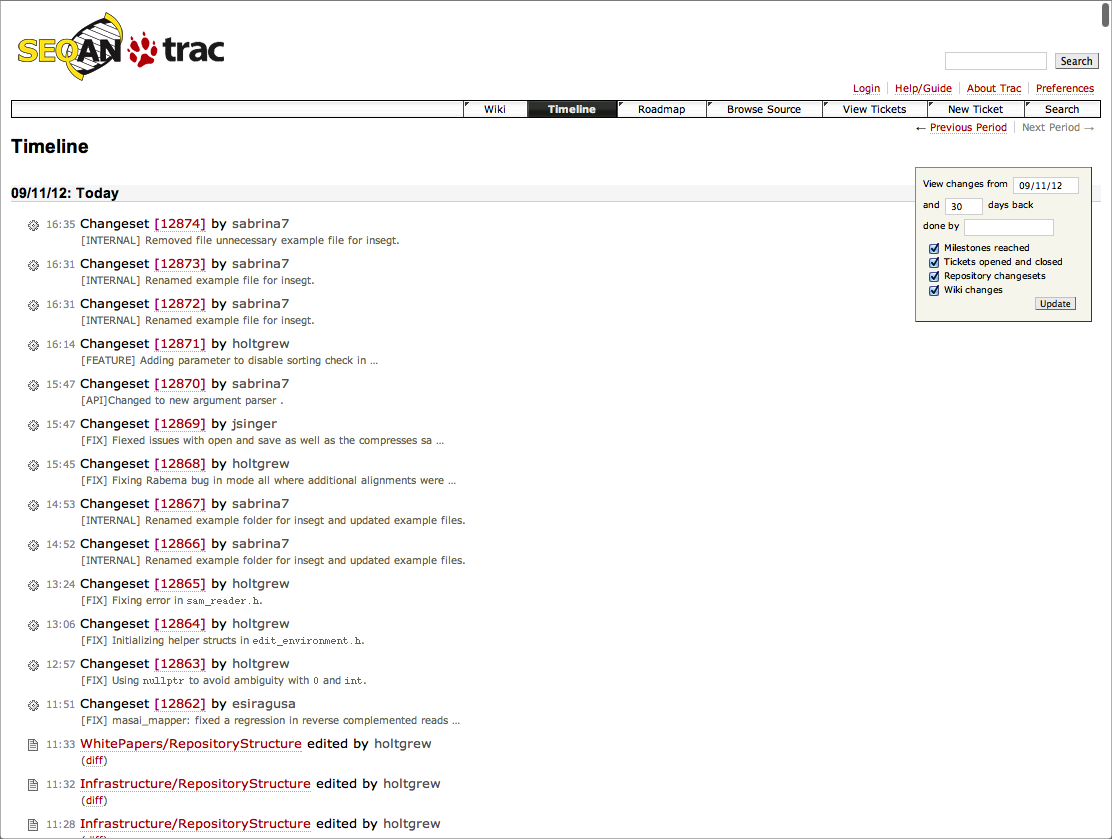 SEQAN trac
Search
Login Help/Guide About Trac Preferences
Wiki Timeline Roadmap Browse Source View Tickets New Ticket Search
← Previous Period Next Period →
Timeline
09/11/12: Today
View changes from 09/11/12
and 30 days back
done by
Milestones reached
Tickets opened and closed
Repository changesets
Wiki changes
Update
16:35 Changeset [12874] by sabrina7
[INTERNAL] Removed file unnecessary example file for insegt.
16:31 Changeset [12873] by sabrina7
[INTERNAL] Renamed example file for insegt.
16:31 Changeset [12872] by sabrina7
[INTERNAL] Renamed example file for insegt.
16:14 Changeset [12871] by holtgrew
[FEATURE] Adding parameter to disable sorting check in ...
15:47 Changeset [12870] by sabrina7
[API]Changed to new argument parser .
15:47 Changeset [12869] by jsinger
[FIX] Fiexed issues with open and save as well as the compresses sa ...
15:45 Changeset [12868] by holtgrew
[FIX] Fixing Rabema bug in mode all where additional alignments were ...
14:53 Changeset [12867] by sabrina7
[INTERNAL] Renamed example folder for insegt and updated example files.
14:52 Changeset [12866] by sabrina7
[INTERNAL] Renamed example folder for insegt and updated example files.
13:24 Changeset [12865] by holtgrew
[FIX] Fixing error in sam_reader.h.
13:06 Changeset [12864] by holtgrew
[FIX] Initializing helper structs in edit_environment.h.
12:57 Changeset [12863] by holtgrew
[FIX] Using nullptr to avoid ambiguity with 0 and int.
11:51 Changeset [12862] by esiragusa
[FIX] masai_mapper: fixed a regression in reverse complemented reads ...
11:33 WhitePapers/RepositoryStructure edited by holtgrew
(diff)
11:32 Infrastructure/RepositoryStructure edited by holtgrew
(diff)
11:28 Infrastructure/RepositoryStructure edited by holtgrew